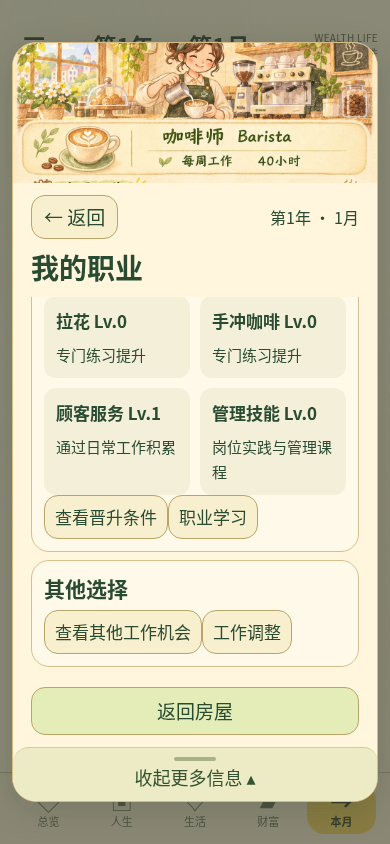 第1年 第1月
WEALTH LIFE
咖啡师 Barista
每周工作 40小时
← 返回
第1年 · 1月
我的职业
拉花 Lv.0
专门练习提升
手冲咖啡 Lv.0
专门练习提升
顾客服务 Lv.1
通过日常工作积累
管理技能 Lv.0
岗位实践与管理课
程
查看晋升条件
职业学习
其他选择
查看其他工作机会
工作调整
返回房屋
收起更多信息 ▴
总览
人生
生活
财富
本月